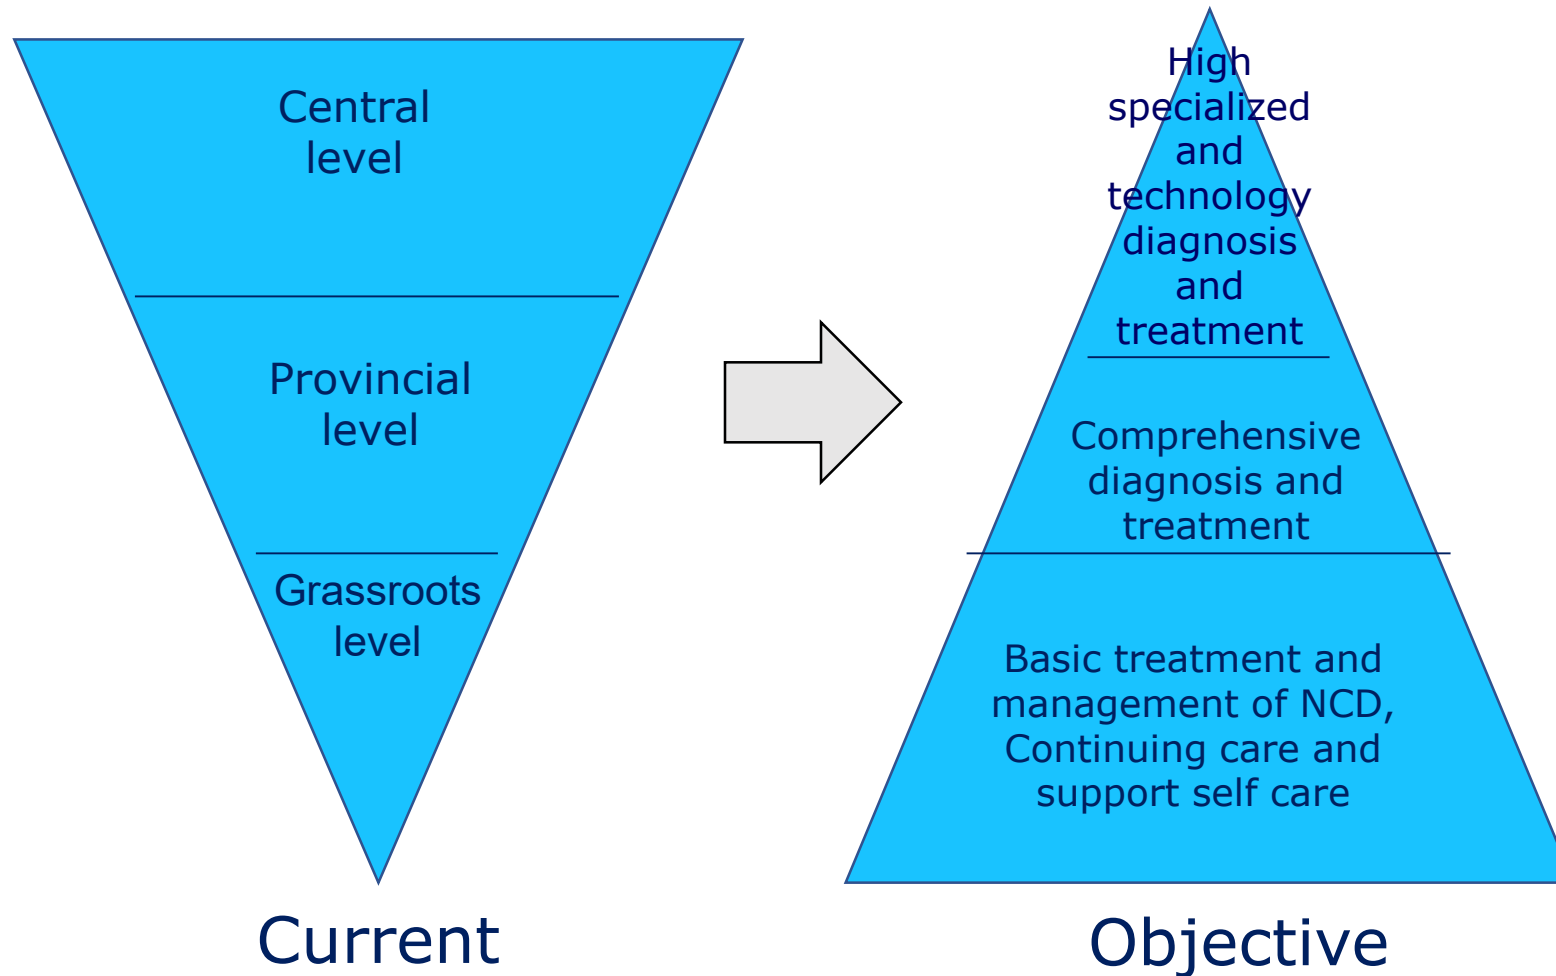 Central
level
Provincial
level
Grassroots
level
Current
High
specialized
and
technology
diagnosis
and
treatment
Comprehensive
diagnosis and
treatment
Basic treatment and
management of NCD,
Continuing care and
support self care
Objective